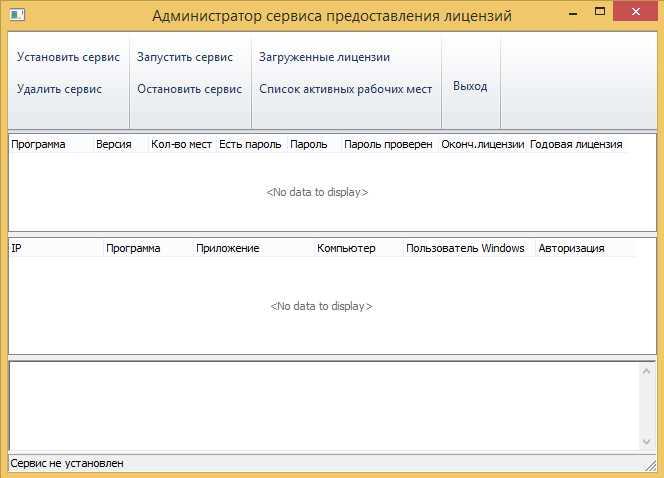 Администратор сервиса предоставления лицензий
Установить сервис Запустить сервис Загруженные лицензии
Удалить сервис Остановить сервис Список активных рабочих мест Выход
Программа Версия Кол-во мест Есть пароль Пароль Пароль проверен Оконч.лицензии Годовая лицензия
<No data to display>
IP Программа Приложение Компьютер Пользователь Windows Авторизация
<No data to display>
Сервис не установлен